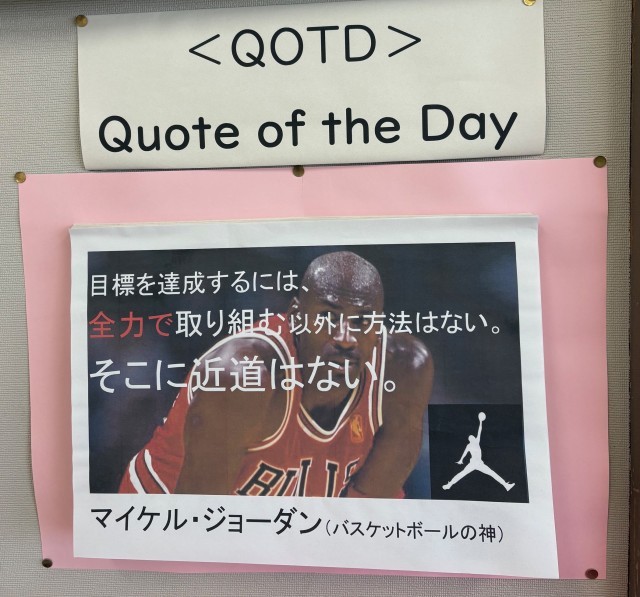 ＜QOTD＞
Quote of the Day
目標を達成するには、
全力で取り組む以外に方法はない。
そこに近道はない。
BULLS
マイケル・ジョーダン（バスケットボールの神）